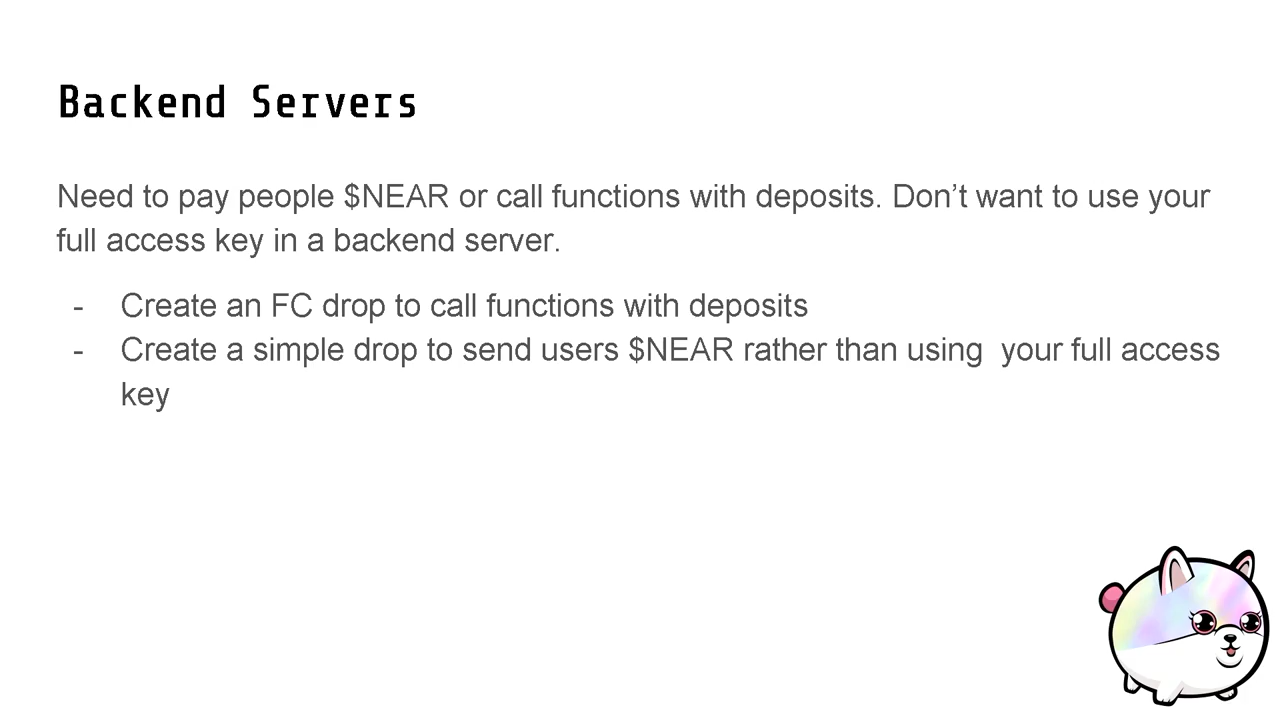 Backend Servers
Need to pay people $NEAR or call functions with deposits. Don’t want to use your
full access key in a backend server.
- Create an FC drop to call functions with deposits
- Create a simple drop to send users $NEAR rather than using  your full access
key